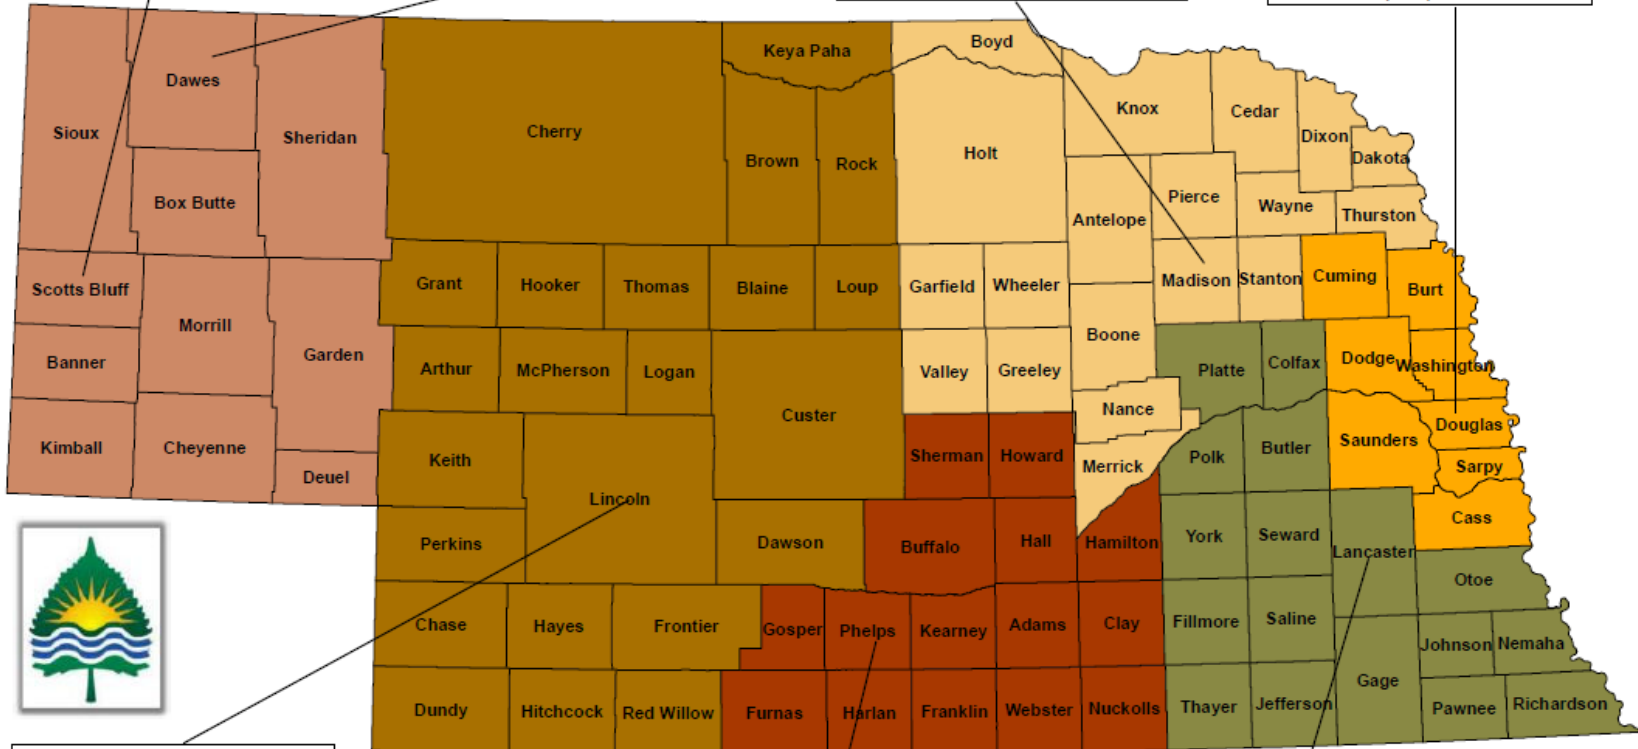 Boyd
Keya Paha
Dawes
Knox
Cedar
Sioux
Sheridan
Cherry
Dixon
Holt
Brown
Rock
Dakota
Box Butte
Pierce
Wayne
Thurston
Antelope
Scotts Bluff
Grant
Hooker
Thomas
Blaine
Loup
Garfield
Wheeler
Madison
Stanton
Cuming
Burt
Morrill
Boone
Banner
Garden
Arthur
McPherson
Logan
Valley
Greeley
Platte
Colfax
Dodge
Washington
Custer
Nance
Douglas
Kimball
Cheyenne
Keith
Sherman
Howard
Merrick
Polk
Butler
Saunders
Sarpy
Deuel
Lincoln
Cass
Perkins
Dawson
Buffalo
Hall
Hamilton
York
Seward
Lancaster
Otoe
Chase
Hayes
Frontier
Gosper
Phelps
Kearney
Adams
Clay
Fillmore
Saline
Johnson
Nemaha
Gage
Dundy
Hitchcock
Red Willow
Furnas
Harlan
Franklin
Webster
Nuckolls
Thayer
Jefferson
Pawnee
Richardson